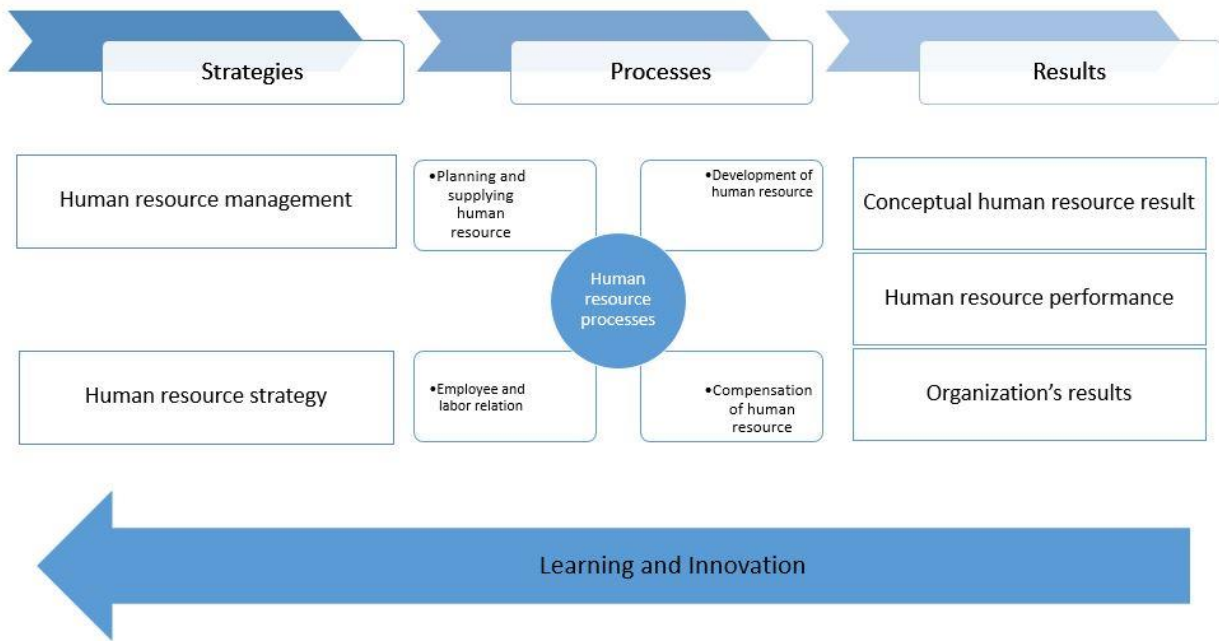 Strategies
Processes
Results
Human resource management
•Planning and
supplying
human
resource
•Development of
human resource
Conceptual human resource result
Human
resource
processes
Human resource performance
Human resource strategy
•Employee and
labor relation
•Compensation
of human
resource
Organization’s results
Learning and Innovation